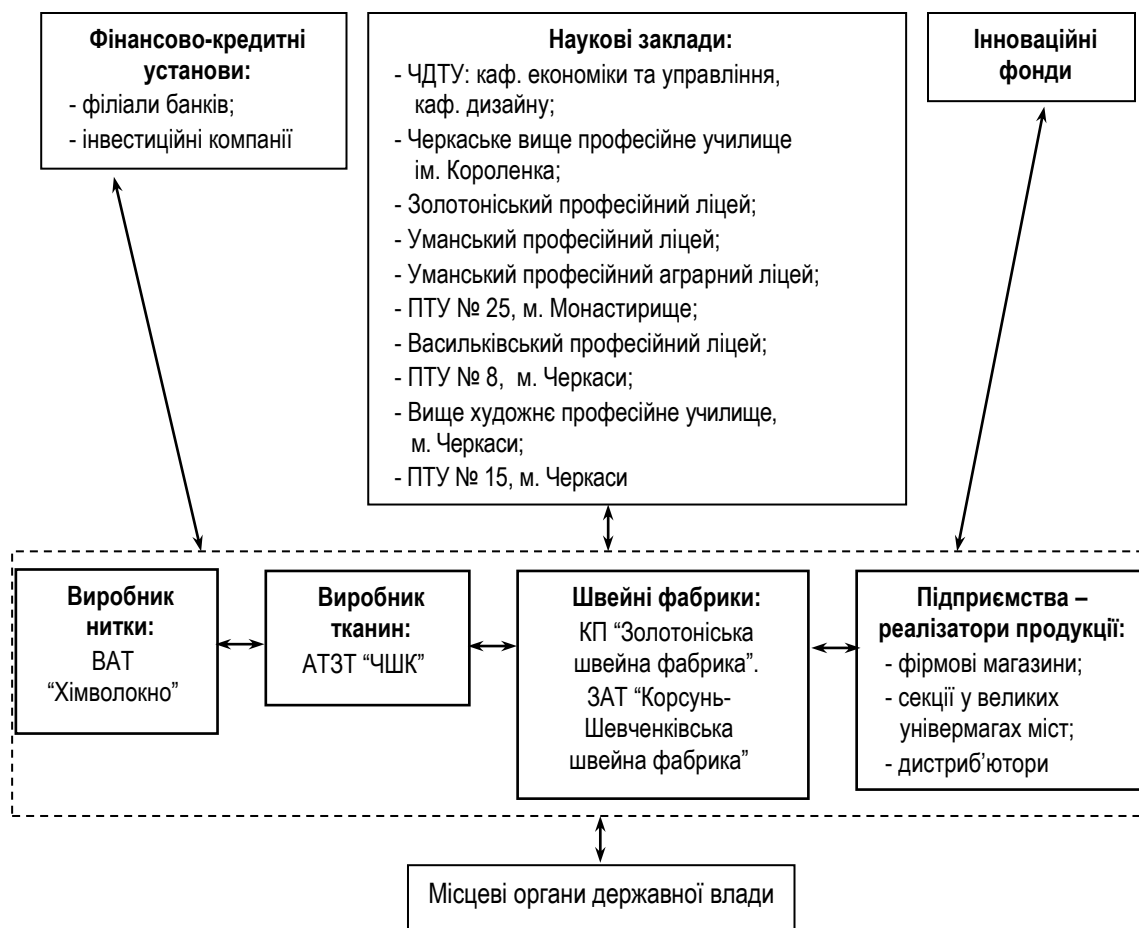 Фінансово-кредитні
установи:
- філіали банків;
- інвестиційні компанії
Наукові заклади:
- ЧДТУ: каф. економіки та управління,
каф. дизайну;
- Черкаське вище професійне училище
ім. Короленка;
- Золотоніський професійний ліцей;
- Уманський професійний ліцей;
- Уманський професійний аграрний ліцей;
- ПТУ № 25, м. Монастирище;
- Васильківський професійний ліцей;
- ПТУ № 8, м. Черкаси;
- Вище художнє професійне училище,
м. Черкаси;
- ПТУ № 15, м. Черкаси
Інноваційні
фонди
Виробник
нитки:
ВАТ
“Хімволокно”
Виробник
тканин:
АТЗТ “ЧШК”
Швейні фабрики:
КП “Золотоніська
швейна фабрика”.
ЗАТ “Корсунь-
Шевченківська
швейна фабрика”
Підприємства –
реалізатори продукції:
- фірмові магазини;
- секції у великих
універмагах міст;
- дистриб’ютори
Місцеві органи державної влади